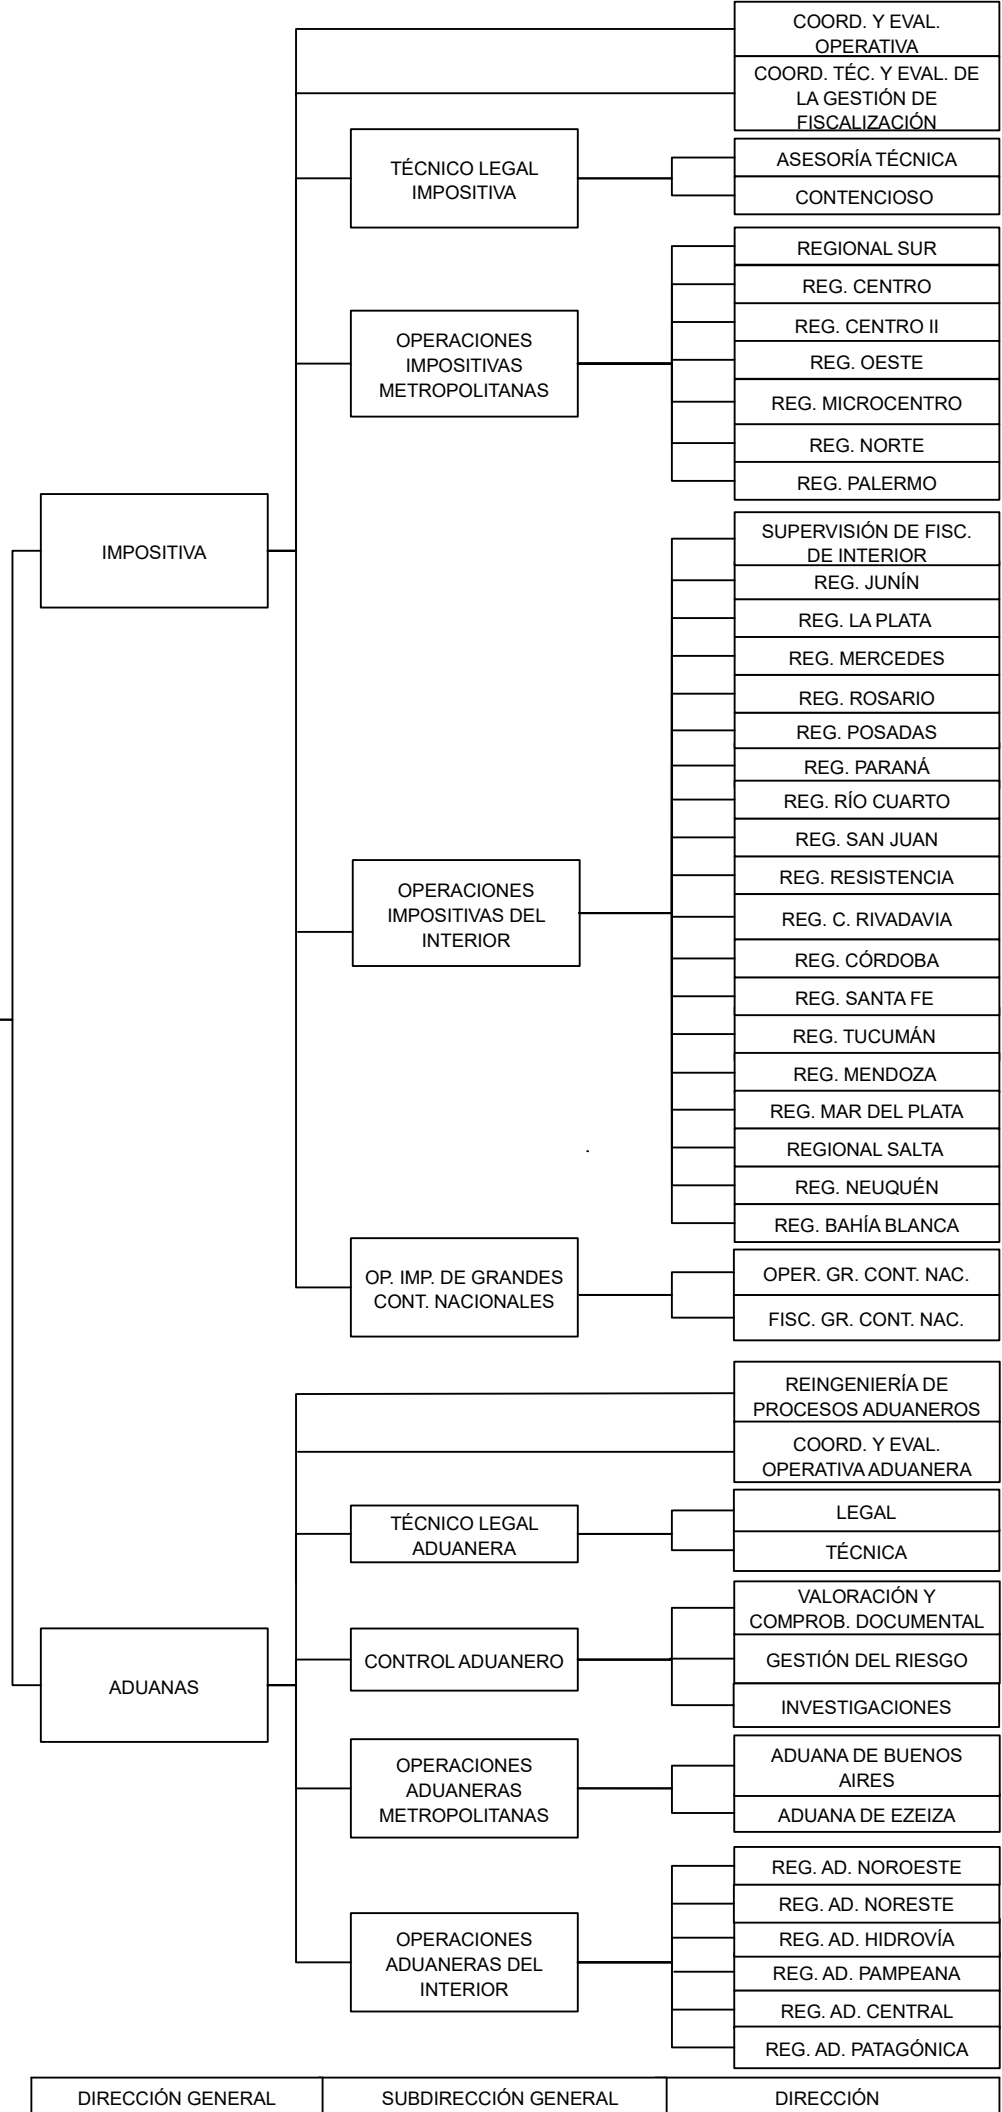 COORD. Y EVAL.
OPERATIVA
COORD. TÉC. Y EVAL. DE
LA GESTIÓN DE
FISCALIZACIÓN
TÉCNICO LEGAL
IMPOSITIVA
ASESORÍA TÉCNICA
CONTENCIOSO
OPERACIONES
IMPOSITIVAS
METROPOLITANAS
REGIONAL SUR
REG. CENTRO
REG. CENTRO II
REG. OESTE
REG. MICROCENTRO
REG. NORTE
REG. PALERMO
IMPOSITIVA
OPERACIONES
IMPOSITIVAS DEL
INTERIOR
SUPERVISIÓN DE FISC.
DE INTERIOR
REG. JUNÍN
REG. LA PLATA
REG. MERCEDES
REG. ROSARIO
REG. POSADAS
REG. PARANÁ
REG. RÍO CUARTO
REG. SAN JUAN
REG. RESISTENCIA
REG. C. RIVADAVIA
REG. CÓRDOBA
REG. SANTA FE
REG. TUCUMÁN
REG. MENDOZA
REG. MAR DEL PLATA
REGIONAL SALTA
REG. NEUQUÉN
REG. BAHÍA BLANCA
OP. IMP. DE GRANDES
CONT. NACIONALES
OPER. GR. CONT. NAC.
FISC. GR. CONT. NAC.
REINGENIERÍA DE
PROCESOS ADUANEROS
COORD. Y EVAL.
OPERATIVA ADUANERA
TÉCNICO LEGAL
ADUANERA
LEGAL
TÉCNICA
ADUANAS
CONTROL ADUANERO
VALORACIÓN Y
COMPROB. DOCUMENTAL
GESTIÓN DEL RIESGO
INVESTIGACIONES
OPERACIONES
ADUANERAS
METROPOLITANAS
ADUANA DE BUENOS
AIRES
ADUANA DE EZEIZA
OPERACIONES
ADUANERAS DEL
INTERIOR
REG. AD. NOROESTE
REG. AD. NORESTE
REG. AD. HIDROVÍA
REG. AD. PAMPEANA
REG. AD. CENTRAL
REG. AD. PATAGÓNICA
DIRECCIÓN GENERAL
SUBDIRECCIÓN GENERAL
DIRECCIÓN